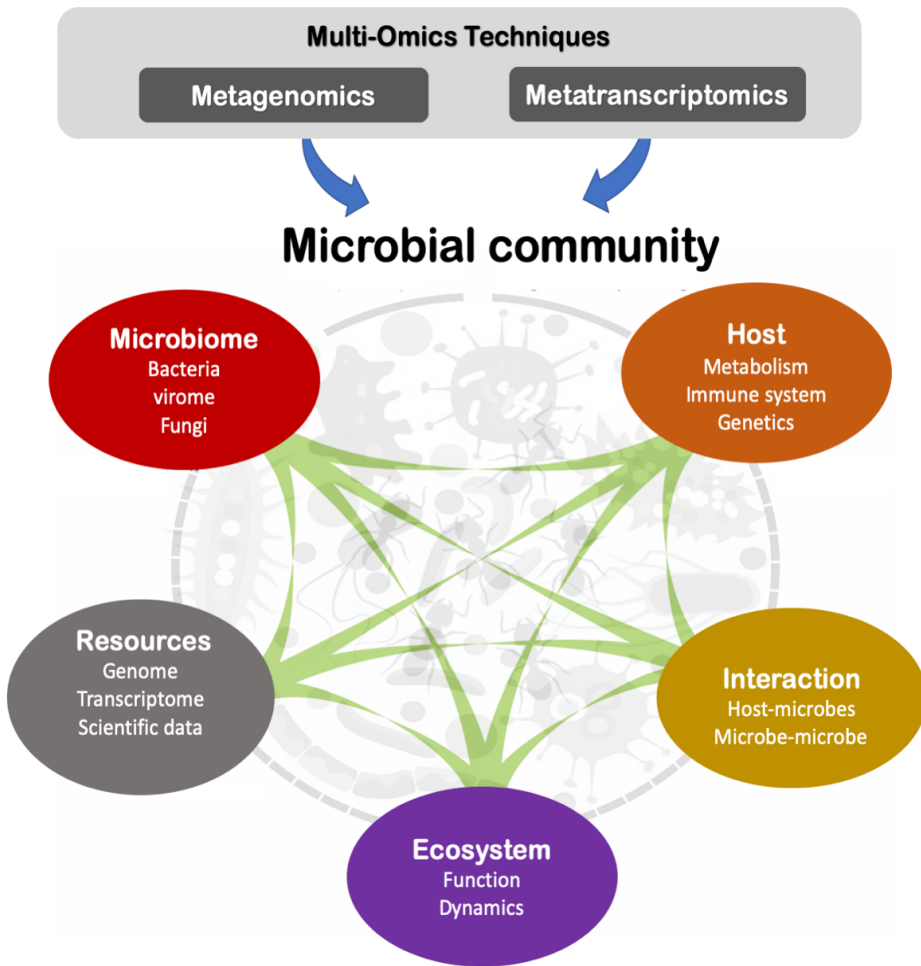 Multi-Omics Techniques
Metagenomics
Metatranscriptomics
Microbial community
Microbiome
Bacteria
virome
Fungi
Host
Metabolism
Immune system
Genetics
Resources
Genome
Transcriptome
Scientific data
Interaction
Host-microbes
Microbe-microbe
Ecosystem
Function
Dynamics